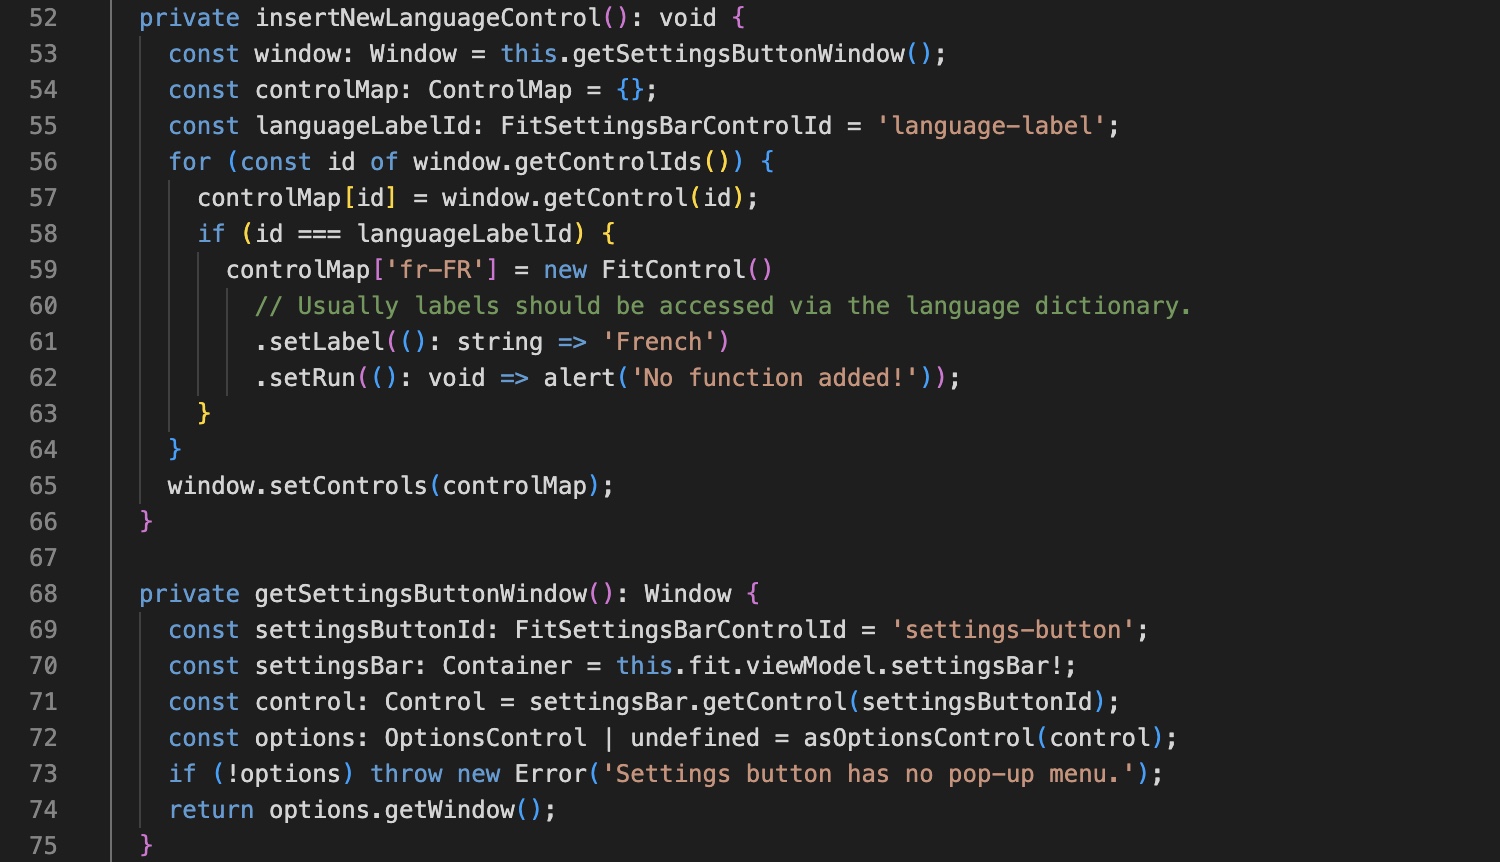 52 private insertNewLanguageControl(): void {
53 const window: Window = this.getSettingsButtonWindow();
54 const controlMap: ControlMap = {};
55 const languageLabelId: FitSettingsBarControlId = 'language-label';
56 for (const id of window.getControlIds()) {
57 controlMap[id] = window.getControl(id);
58 if (id === languageLabelId) {
59 controlMap['fr-FR'] = new FitControl()
60 // Usually labels should be accessed via the language dictionary.
61 .setLabel((): string => 'French')
62 .setRun((): void => alert('No function added!'));
63 }
64 }
65 window.setControls(controlMap);
66 }
67
68 private getSettingsButtonWindow(): Window {
69 const settingsButtonId: FitSettingsBarControlId = 'settings-button';
70 const settingsBar: Container = this.fit.viewModel.settingsBar!;
71 const control: Control = settingsBar.getControl(settingsButtonId);
72 const options: OptionsControl | undefined = asOptionsControl(control);
73 if (!options) throw new Error('Settings button has no pop-up menu.');
74 return options.getWindow();
75 }